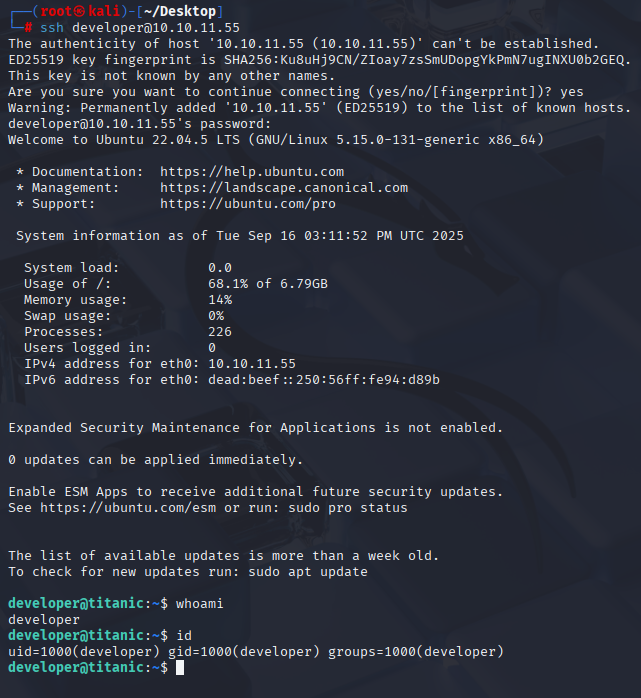 ┌──(root㉿kali)-[~/Desktop]
└─# ssh developer@10.10.11.55
The authenticity of host '10.10.11.55 (10.10.11.55)' can't be established.
ED25519 key fingerprint is SHA256:Ku8uHj9CN/ZIoay7zsSmUDopgYkPmN7ugINXU0b2GEQ.
This key is not known by any other names.
Are you sure you want to continue connecting (yes/no/[fingerprint])? yes
Warning: Permanently added '10.10.11.55' (ED25519) to the list of known hosts.
developer@10.10.11.55's password:
Welcome to Ubuntu 22.04.5 LTS (GNU/Linux 5.15.0-131-generic x86_64)
* Documentation:  https://help.ubuntu.com
* Management:     https://landscape.canonical.com
* Support:        https://ubuntu.com/pro
System information as of Tue Sep 16 03:11:52 PM UTC 2025
System load:           0.0
Usage of /:            68.1% of 6.79GB
Memory usage:          14%
Swap usage:            0%
Processes:             226
Users logged in:       0
IPv4 address for eth0: 10.10.11.55
IPv6 address for eth0: dead:beef::250:56ff:fe94:d89b
Expanded Security Maintenance for Applications is not enabled.
0 updates can be applied immediately.
Enable ESM Apps to receive additional future security updates.
See https://ubuntu.com/esm or run: sudo pro status
The list of available updates is more than a week old.
To check for new updates run: sudo apt update
developer@titanic:~$ whoami
developer
developer@titanic:~$ id
uid=1000(developer) gid=1000(developer) groups=1000(developer)
developer@titanic:~$